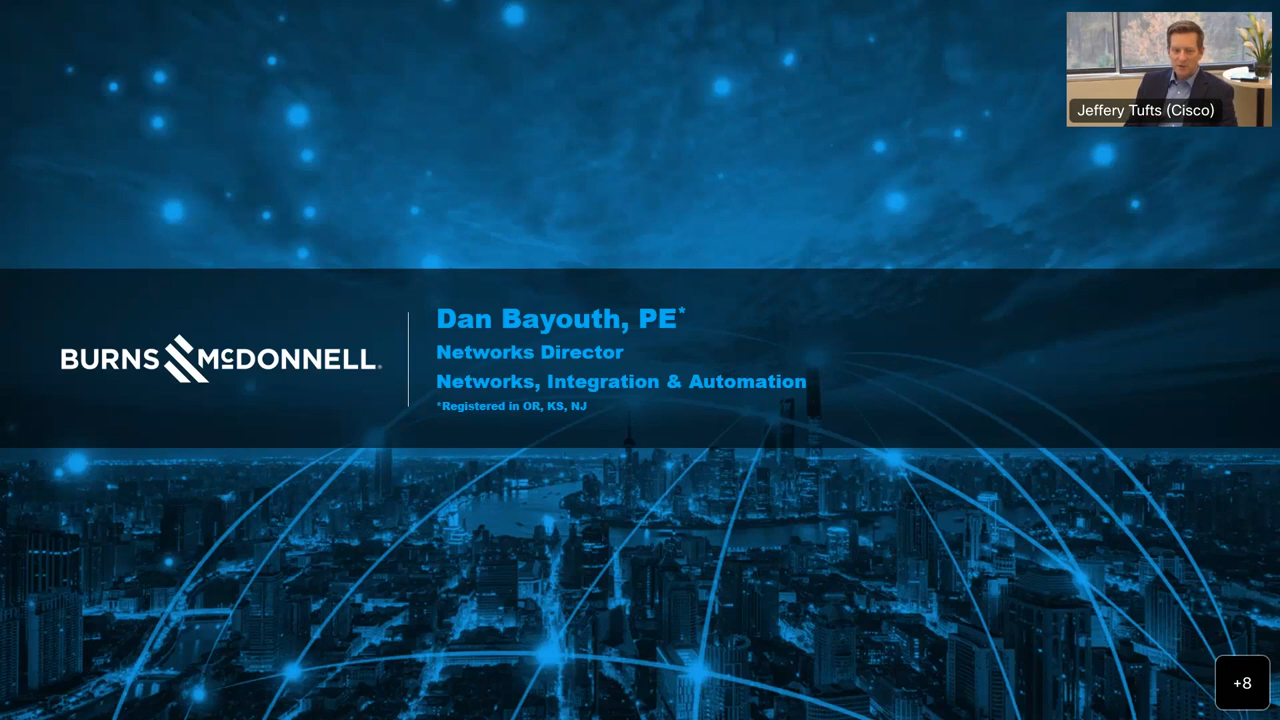 Jeffery Tufts (Cisco)
BURNS McDONNELL®
Dan Bayouth, PE*
Networks Director
Networks, Integration & Automation
*Registered in OR, KS, NJ
+8